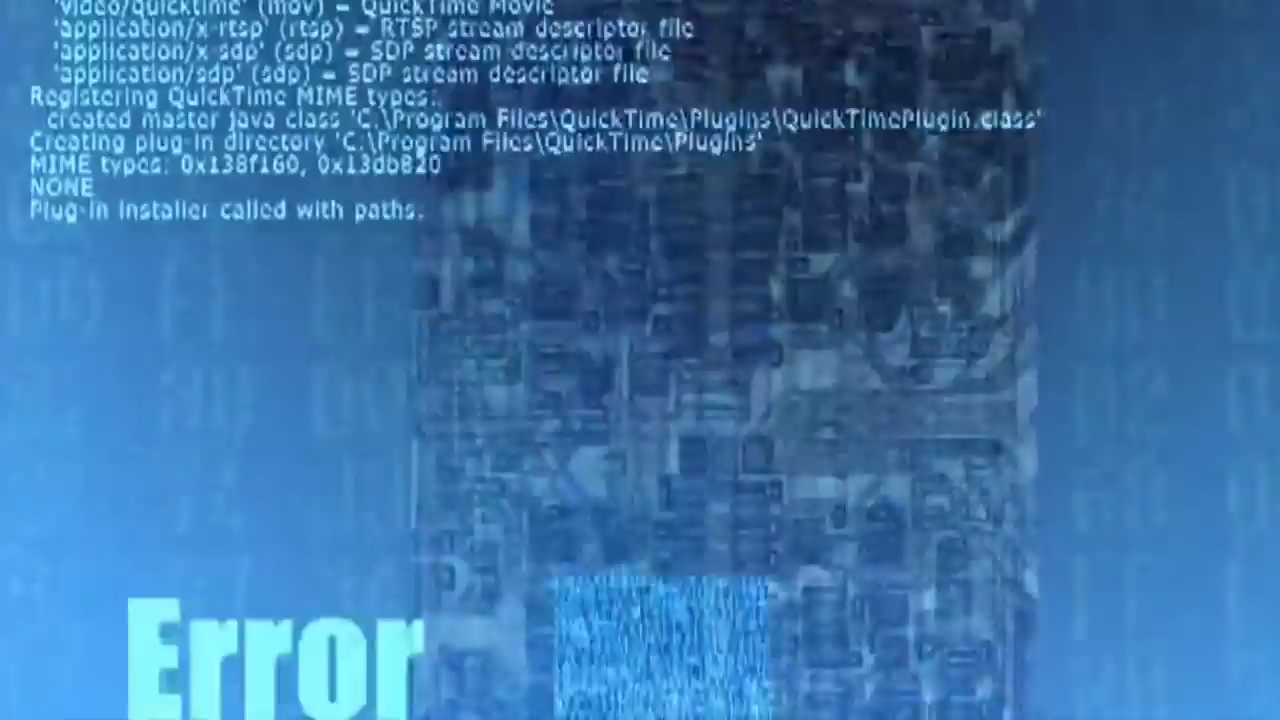 'video/quicktime' (mov) = QuickTime Movie
'application/x-rtsp' (rtsp) = RTSP stream descriptor file
'application/x-sdp' (sdp) = SDP stream descriptor file
'application/sdp' (sdp) = SDP stream descriptor file
Registering QuickTime MIME types:
created master java class 'C:\Program Files\QuickTime\Plugins\QuickTimePlugin.class'
Creating plug-in directory 'C:\Program Files\QuickTime\Plugins'
MIME types: 0x138f160, 0x13db820
NONE
Plug-in installer called with paths:
Error